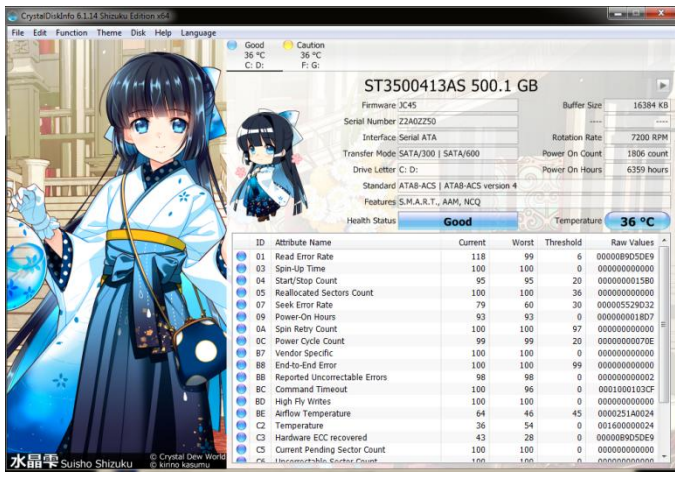 CrystalDiskInfo 6.1.14 Shizuku Edition x64
File Edit Function Theme Disk Help Language
Good Caution
36 °C 36 °C
C: D: F: G:
ST3500413AS 500.1 GB
Firmware JC45 Buffer Size 16384 KB
Serial Number Z2A0ZZ50 ---- ----
Interface Serial ATA Rotation Rate 7200 RPM
Transfer Mode SATA/300 | SATA/600 Power On Count 1806 count
Drive Letter C: D: Power On Hours 6359 hours
Standard ATA8-ACS | ATA8-ACS version 4
Features S.M.A.R.T., AAM, NCQ
Health Status Good Temperature 36 °C
ID Attribute Name Current Worst Threshold Raw Values
01 Read Error Rate 118 99 6 00000B9D5DE9
03 Spin-Up Time 100 100 0 000000000000
04 Start/Stop Count 95 95 20 0000000015B0
05 Reallocated Sectors Count 100 100 36 000000000000
07 Seek Error Rate 79 60 30 000005529D32
09 Power-On Hours 93 93 0 0000000018D7
0A Spin Retry Count 100 100 97 000000000000
0C Power Cycle Count 99 99 20 00000000070E
B7 Vendor Specific 100 100 0 000000000000
B8 End-to-End Error 100 100 99 000000000000
BB Reported Uncorrectable Errors 98 98 0 000000000002
BC Command Timeout 100 96 0 0001000103CF
BD High Fly Writes 100 100 0 000000000000
BE Airflow Temperature 64 46 45 0000251A0024
C2 Temperature 36 54 0 001600000024
C3 Hardware ECC recovered 43 28 0 00000B9D5DE9
C5 Current Pending Sector Count 100 100 0 000000000000
C6 Uncorrectable Sector Count 100 100 0 000000000000
水晶雫 Suisho Shizuku
© Crystal Dew World
© kirino kasumu